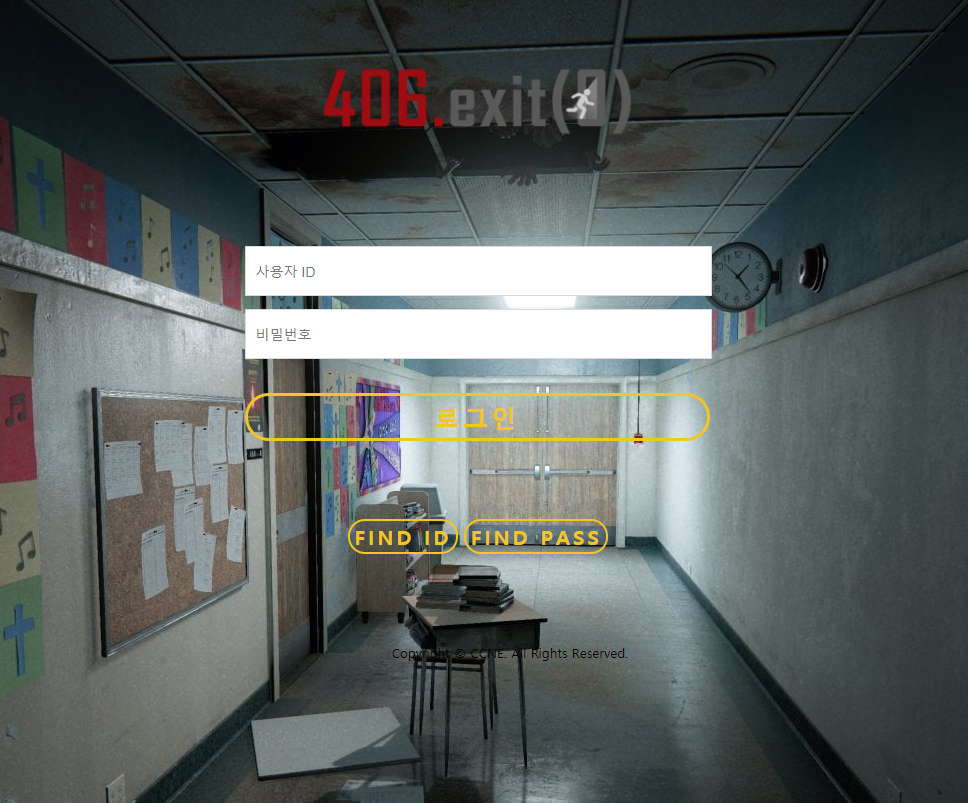 406.exit(0)
사용자 ID
비밀번호
로그인
FIND ID FIND PASS
Copyright © CCNE. All Rights Reserved.